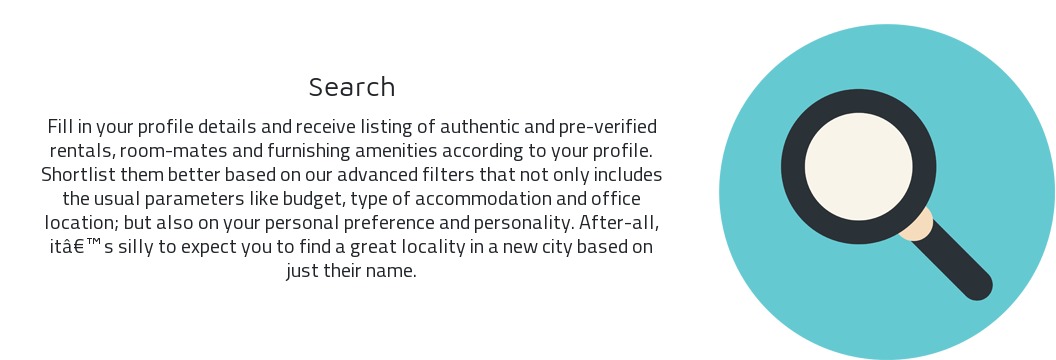 Search
Fill in your profile details and receive listing of authentic and pre-verified
rentals, room-mates and furnishing amenities according to your profile.
Shortlist them better based on our advanced filters that not only includes
the usual parameters like budget, type of accommodation and office
location; but also on your personal preference and personality. After-all,
itâ€™s silly to expect you to find a great locality in a new city based on
just their name.